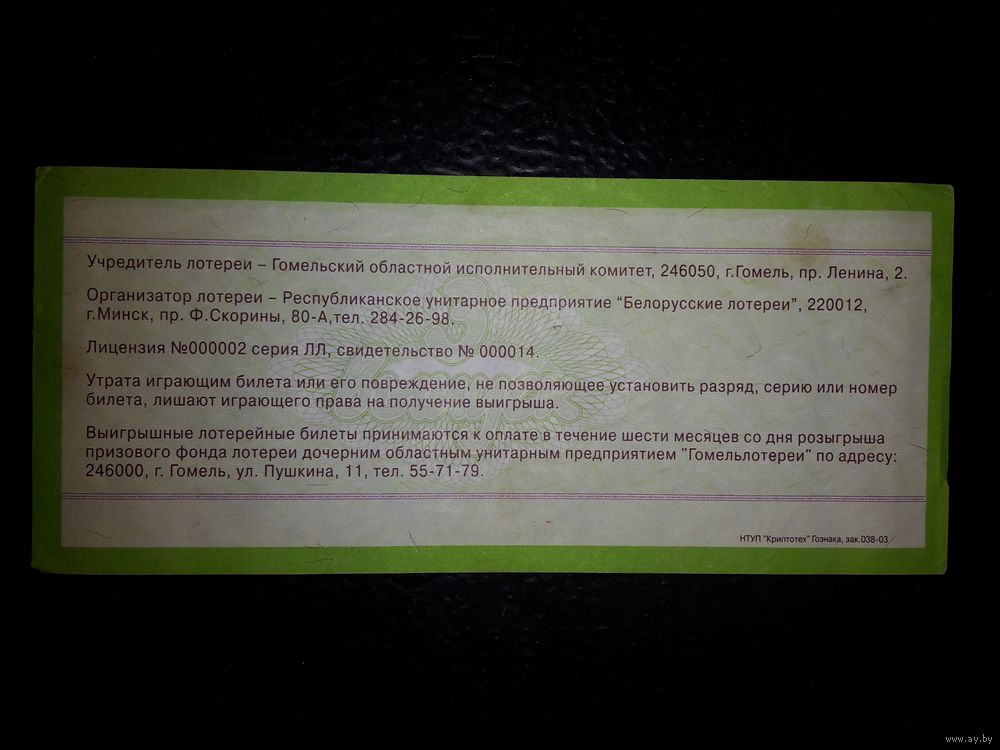 Учредитель лотереи – Гомельский областной исполнительный комитет, 246050, г.Гомель, пр. Ленина, 2.
Организатор лотереи – Республиканское унитарное предприятие "Белорусские лотереи", 220012,
г.Минск, пр. Ф.Скорины, 80-А,тел. 284-26-98.
Лицензия №000002 серия ЛЛ, свидетельство № 000014.
Утрата играющим билета или его повреждение, не позволяющее установить разряд, серию или номер
билета, лишают играющего права на получение выигрыша.
Выигрышные лотерейные билеты принимаются к оплате в течение шести месяцев со дня розыгрыша
призового фонда лотереи дочерним областным унитарным предприятием "Гомельлотереи" по адресу:
246000, г. Гомель, ул. Пушкина, 11, тел. 55-71-79.
НТУП "Криптотех" Гознака, зак.038-03
www.ay.by